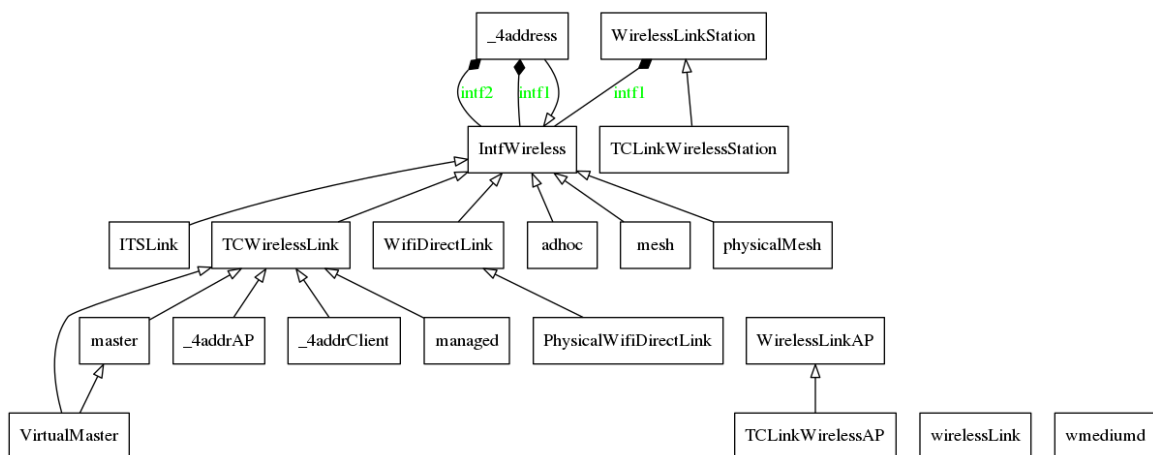 _4address
WirelessLinkStation
intf2
intf1
intf1
IntfWireless
TCLinkWirelessStation
ITSLink
TCWirelessLink
WifiDirectLink
adhoc
mesh
physicalMesh
master
_4addrAP
_4addrClient
managed
PhysicalWifiDirectLink
WirelessLinkAP
VirtualMaster
TCLinkWirelessAP
wirelessLink
wmediumd